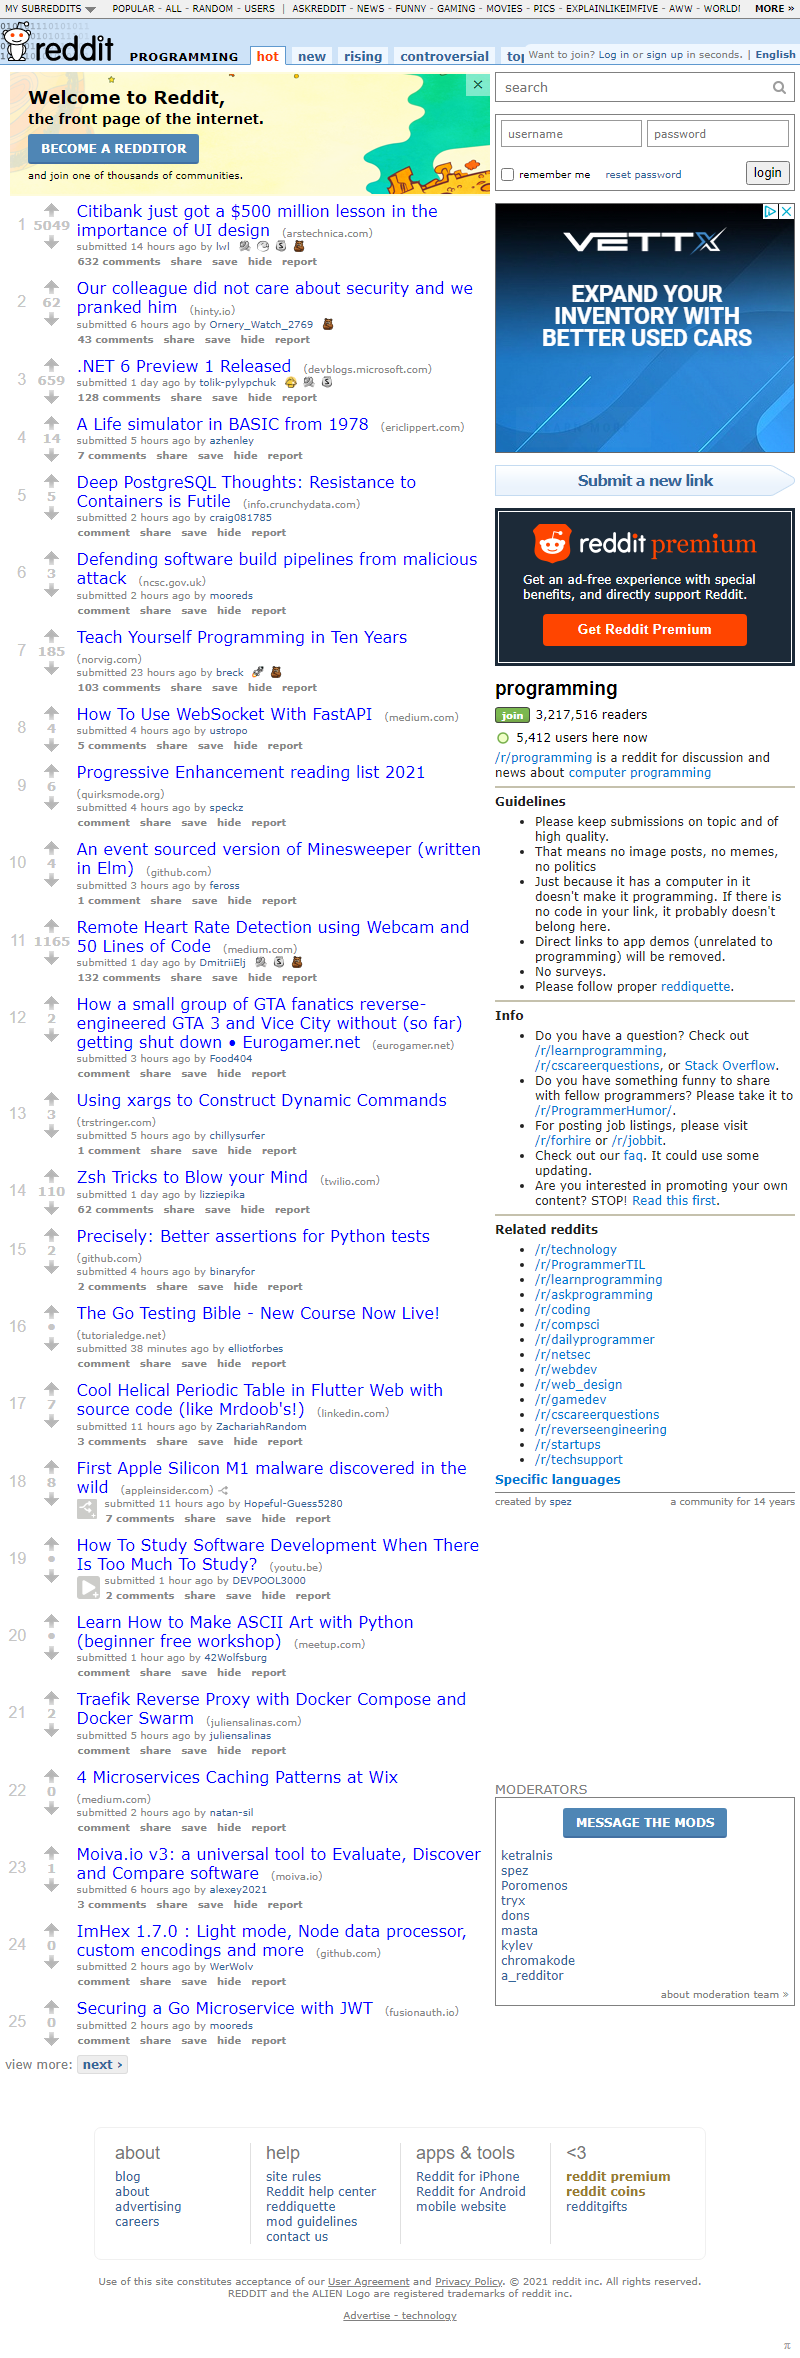 MY SUBREDDITS POPULAR - ALL - RANDOM - USERS | ASKREDDIT - NEWS - FUNNY - GAMING - MOVIES - PICS - EXPLAINLIKEIMFIVE - AWW - WORLDN MORE »
reddit PROGRAMMING hot new rising controversial top
Want to join? Log in or sign up in seconds. | English
Welcome to Reddit,
the front page of the internet.
BECOME A REDDITOR
and join one of thousands of communities.
1 5049 Citibank just got a $500 million lesson in the
importance of UI design (arstechnica.com)
submitted 14 hours ago by lwl
632 comments share save hide report
2 62 Our colleague did not care about security and we
pranked him (hinty.io)
submitted 6 hours ago by Ornery_Watch_2769
43 comments share save hide report
3 659 .NET 6 Preview 1 Released (devblogs.microsoft.com)
submitted 1 day ago by tolik-pylypchuk
128 comments share save hide report
4 14 A Life simulator in BASIC from 1978 (ericlippert.com)
submitted 5 hours ago by azhenley
7 comments share save hide report
5 5 Deep PostgreSQL Thoughts: Resistance to
Containers is Futile (info.crunchydata.com)
submitted 2 hours ago by craig081785
comment share save hide report
6 3 Defending software build pipelines from malicious
attack (ncsc.gov.uk)
submitted 2 hours ago by mooreds
comment share save hide report
7 185 Teach Yourself Programming in Ten Years
(norvig.com)
submitted 23 hours ago by breck
103 comments share save hide report
8 4 How To Use WebSocket With FastAPI (medium.com)
submitted 4 hours ago by ustropo
5 comments share save hide report
9 6 Progressive Enhancement reading list 2021
(quirksmode.org)
submitted 4 hours ago by speckz
comment share save hide report
10 4 An event sourced version of Minesweeper (written
in Elm) (github.com)
submitted 3 hours ago by feross
1 comment share save hide report
11 1165 Remote Heart Rate Detection using Webcam and
50 Lines of Code (medium.com)
submitted 1 day ago by DmitriiElj
132 comments share save hide report
12 2 How a small group of GTA fanatics reverse-
engineered GTA 3 and Vice City without (so far)
getting shut down • Eurogamer.net (eurogamer.net)
submitted 3 hours ago by Food404
comment share save hide report
13 3 Using xargs to Construct Dynamic Commands
(trstringer.com)
submitted 5 hours ago by chillysurfer
1 comment share save hide report
14 110 Zsh Tricks to Blow your Mind (twilio.com)
submitted 1 day ago by lizziepika
62 comments share save hide report
15 2 Precisely: Better assertions for Python tests
(github.com)
submitted 4 hours ago by binaryfor
2 comments share save hide report
16 • The Go Testing Bible - New Course Now Live!
(tutorialedge.net)
submitted 38 minutes ago by elliotforbes
comment share save hide report
17 7 Cool Helical Periodic Table in Flutter Web with
source code (like Mrdoob's!) (linkedin.com)
submitted 11 hours ago by ZachariahRandom
3 comments share save hide report
18 8 First Apple Silicon M1 malware discovered in the
wild (appleinsider.com)
submitted 11 hours ago by Hopeful-Guess5280
7 comments share save hide report
19 • How To Study Software Development When There
Is Too Much To Study? (youtu.be)
submitted 1 hour ago by DEVPOOL3000
2 comments share save hide report
20 • Learn How to Make ASCII Art with Python
(beginner free workshop) (meetup.com)
submitted 1 hour ago by 42Wolfsburg
comment share save hide report
21 2 Traefik Reverse Proxy with Docker Compose and
Docker Swarm (juliensalinas.com)
submitted 5 hours ago by juliensalinas
comment share save hide report
22 0 4 Microservices Caching Patterns at Wix
(medium.com)
submitted 2 hours ago by natan-sil
comment share save hide report
23 1 Moiva.io v3: a universal tool to Evaluate, Discover
and Compare software (moiva.io)
submitted 6 hours ago by alexey2021
3 comments share save hide report
24 0 ImHex 1.7.0 : Light mode, Node data processor,
custom encodings and more (github.com)
submitted 2 hours ago by WerWolv
comment share save hide report
25 0 Securing a Go Microservice with JWT (fusionauth.io)
submitted 2 hours ago by mooreds
comment share save hide report
view more: next ›
search
username password
remember me reset password login
VETTX
EXPAND YOUR
INVENTORY WITH
BETTER USED CARS
Submit a new link
reddit premium
Get an ad-free experience with special
benefits, and directly support Reddit.
Get Reddit Premium
programming
join 3,217,516 readers
5,412 users here now
/r/programming is a reddit for discussion and
news about computer programming
Guidelines
• Please keep submissions on topic and of
high quality.
• That means no image posts, no memes,
no politics
• Just because it has a computer in it
doesn't make it programming. If there is
no code in your link, it probably doesn't
belong here.
• Direct links to app demos (unrelated to
programming) will be removed.
• No surveys.
• Please follow proper reddiquette.
Info
• Do you have a question? Check out
/r/learnprogramming,
/r/cscareerquestions, or Stack Overflow.
• Do you have something funny to share
with fellow programmers? Please take it to
/r/ProgrammerHumor/.
• For posting job listings, please visit
/r/forhire or /r/jobbit.
• Check out our faq. It could use some
updating.
• Are you interested in promoting your own
content? STOP! Read this first.
Related reddits
• /r/technology
• /r/ProgrammerTIL
• /r/learnprogramming
• /r/askprogramming
• /r/coding
• /r/compsci
• /r/dailyprogrammer
• /r/netsec
• /r/webdev
• /r/web_design
• /r/gamedev
• /r/cscareerquestions
• /r/reverseengineering
• /r/startups
• /r/techsupport
Specific languages
created by spez a community for 14 years
MODERATORS
MESSAGE THE MODS
ketralnis
spez
Poromenos
tryx
dons
masta
kylev
chromakode
a_redditor
about moderation team »
about
blog
about
advertising
careers
help
site rules
Reddit help center
reddiquette
mod guidelines
contact us
apps & tools
Reddit for iPhone
Reddit for Android
mobile website
<3
reddit premium
reddit coins
redditgifts
Use of this site constitutes acceptance of our User Agreement and Privacy Policy. © 2021 reddit inc. All rights reserved.
REDDIT and the ALIEN Logo are registered trademarks of reddit inc.
Advertise - technology
π